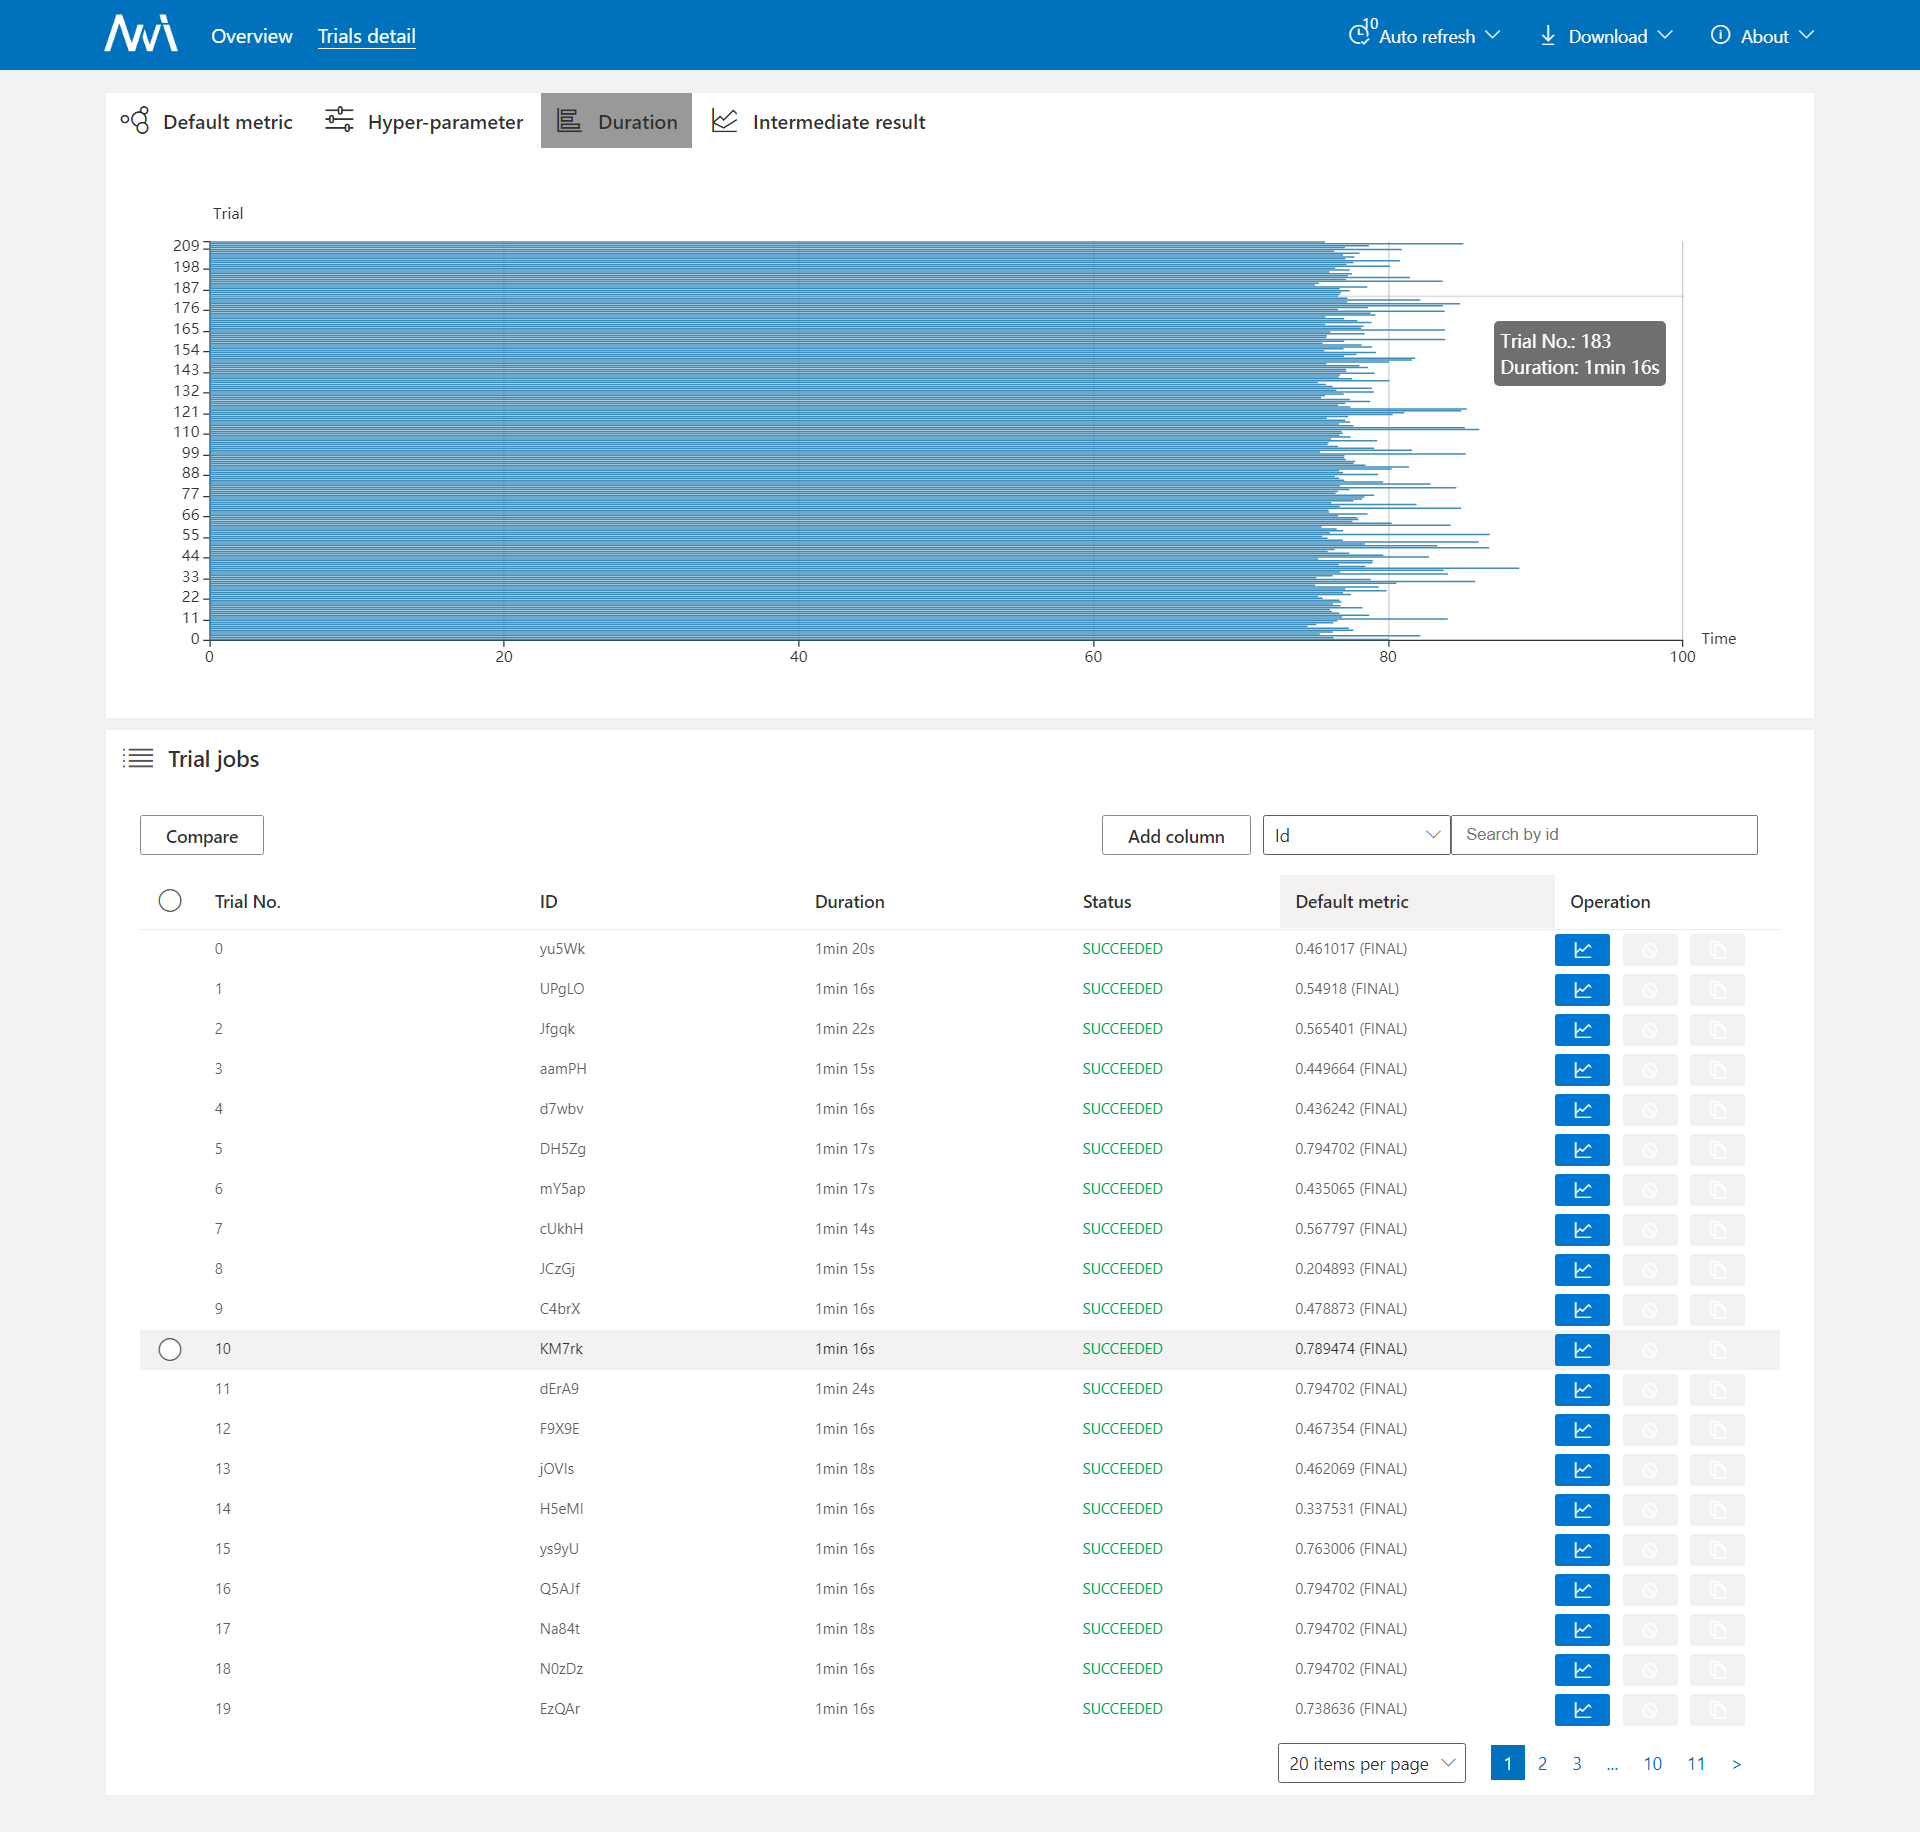 Overview Trials detail 10 Auto refresh Download About
Default metric Hyper-parameter Duration Intermediate result
Trial
209
198
187
176
165
154
143
132
121
110
99
88
77
66
55
44
33
22
11
0
Trial No.: 183
Duration: 1min 16s
Time
0 20 40 60 80 100
Trial jobs
Compare Add column Id Search by id
Trial No. ID Duration Status Default metric Operation
0 yu5Wk 1min 20s SUCCEEDED 0.461017 (FINAL)
1 UPgLO 1min 16s SUCCEEDED 0.54918 (FINAL)
2 Jfgqk 1min 22s SUCCEEDED 0.565401 (FINAL)
3 aamPH 1min 15s SUCCEEDED 0.449664 (FINAL)
4 d7wbv 1min 16s SUCCEEDED 0.436242 (FINAL)
5 DH5Zg 1min 17s SUCCEEDED 0.794702 (FINAL)
6 mY5ap 1min 17s SUCCEEDED 0.435065 (FINAL)
7 cUkhH 1min 14s SUCCEEDED 0.567797 (FINAL)
8 JCzGj 1min 15s SUCCEEDED 0.204893 (FINAL)
9 C4brX 1min 16s SUCCEEDED 0.478873 (FINAL)
10 KM7rk 1min 16s SUCCEEDED 0.789474 (FINAL)
11 dErA9 1min 24s SUCCEEDED 0.794702 (FINAL)
12 F9X9E 1min 16s SUCCEEDED 0.467354 (FINAL)
13 jOVIs 1min 18s SUCCEEDED 0.462069 (FINAL)
14 H5eMI 1min 16s SUCCEEDED 0.337531 (FINAL)
15 ys9yU 1min 16s SUCCEEDED 0.763006 (FINAL)
16 Q5AJf 1min 16s SUCCEEDED 0.794702 (FINAL)
17 Na84t 1min 18s SUCCEEDED 0.794702 (FINAL)
18 N0zDz 1min 16s SUCCEEDED 0.794702 (FINAL)
19 EzQAr 1min 16s SUCCEEDED 0.738636 (FINAL)
20 items per page 1 2 3 ... 10 11 >